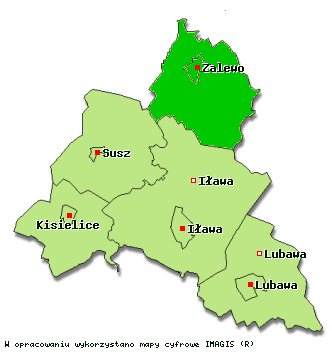 Zalewo
Susz
Iława
Kisielice
Iława
Lubawa
Lubawa
W opracowaniu wykorzystano mapy cyfrowe IMAGIS (R)